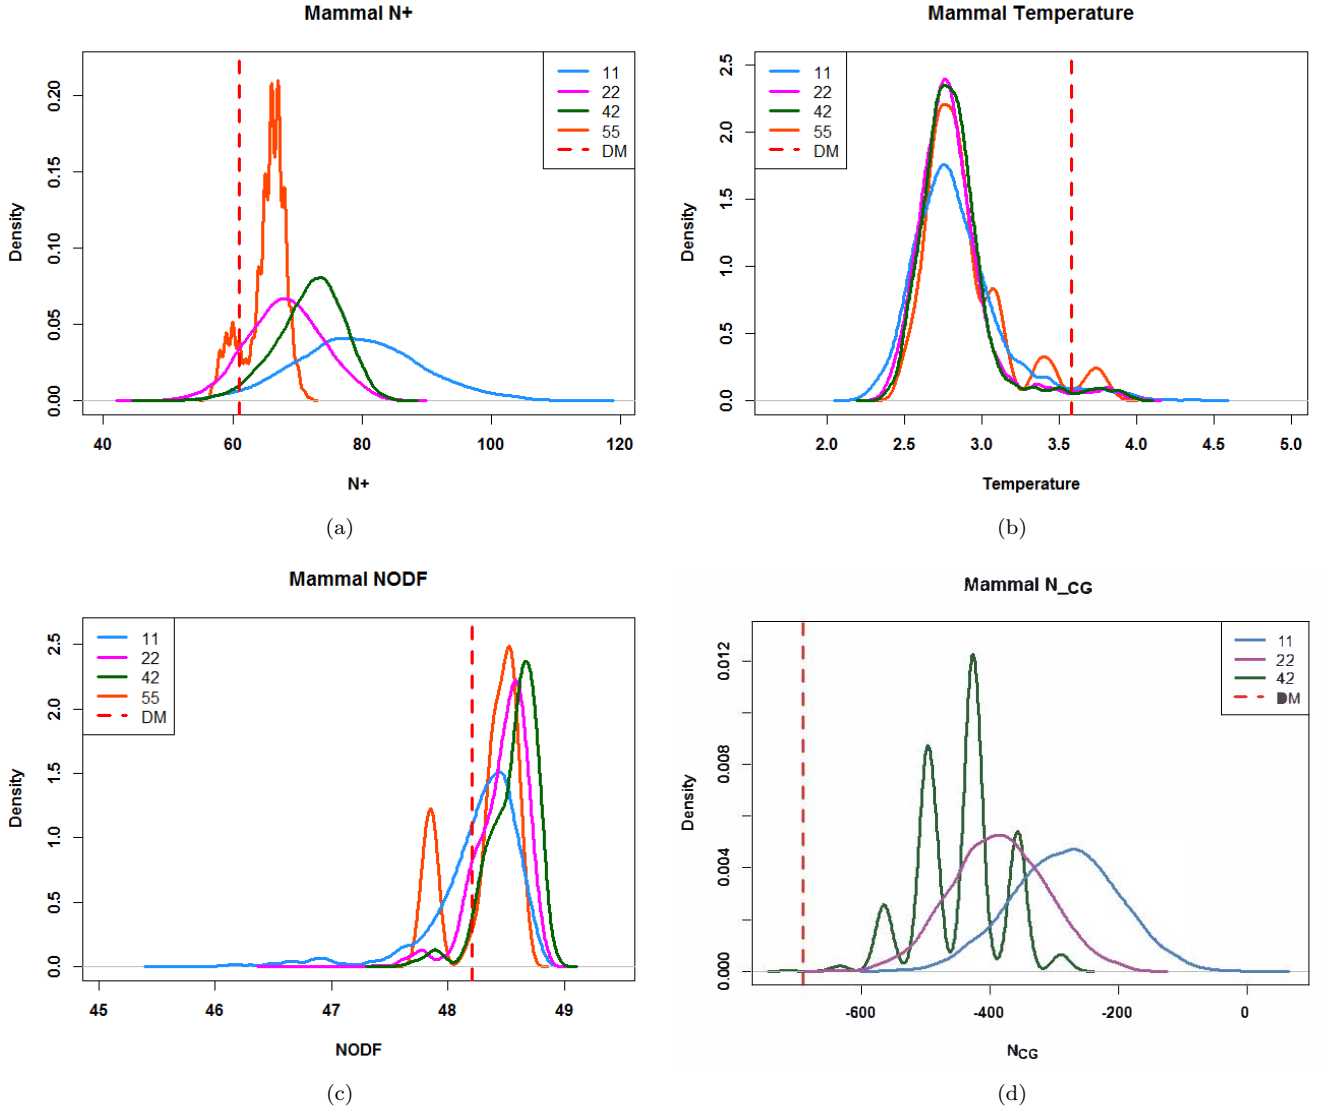 Mammal N+
Density
0.20
0.15
0.10
0.05
0.00
11
22
42
55
DM
40
60
80
100
120
N+
(a)
Mammal Temperature
Density
2.5
2.0
1.5
1.0
0.5
0.0
11
22
42
55
DM
2.0
2.5
3.0
3.5
4.0
4.5
5.0
Temperature
(b)
Mammal NODF
Density
2.5
2.0
1.5
1.0
0.5
0.0
11
22
42
55
DM
45
46
47
48
49
NODF
(c)
Mammal N_CG
Density
0.012
0.008
0.004
0.000
11
22
42
DM
-600
-400
-200
0
NCG
(d)